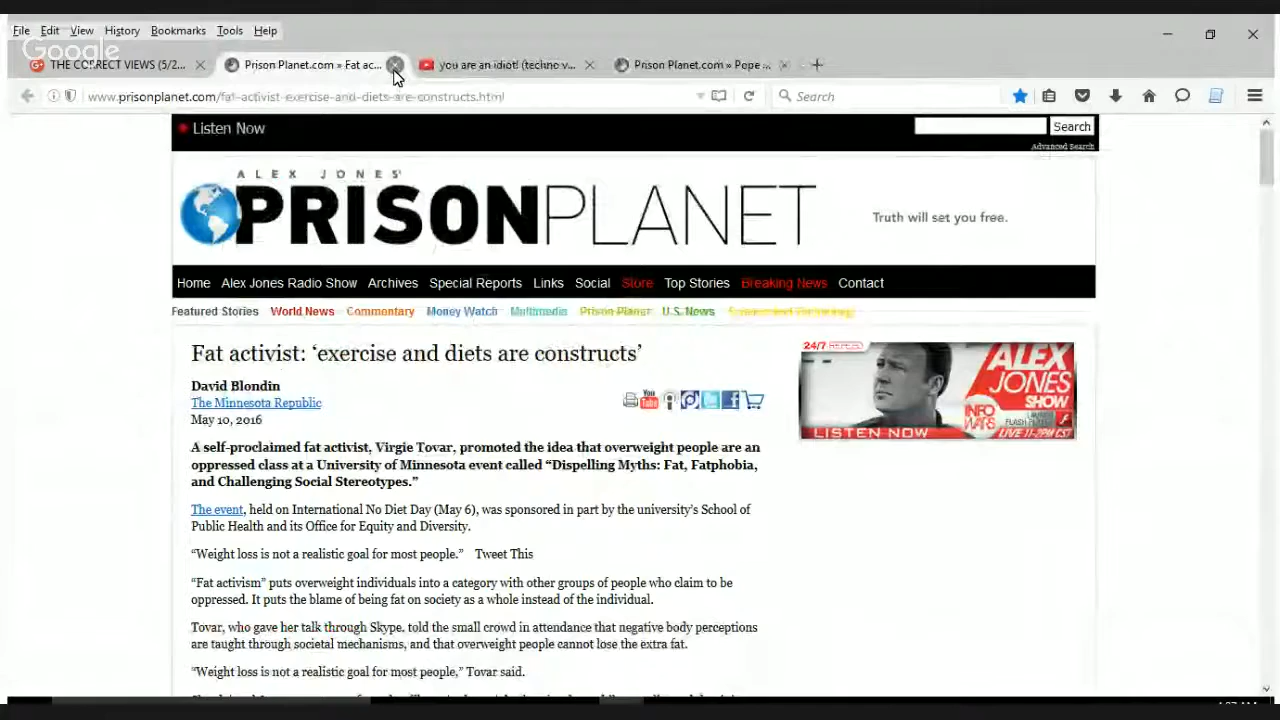 File Edit View History Bookmarks Tools Help
Google
THE CORRECT VIEWS (5/2... Prison Planet.com » Fat ac... you are an idiot! (techno v... Prison Planet.com » Pope ...
www.prisonplanet.com/fat-activist-exercise-and-diets-are-constructs.html Search
Listen Now Search
Advanced Search
ALEX JONES'
PRISONPLANET Truth will set you free.
Home Alex Jones Radio Show Archives Special Reports Links Social Store Top Stories Breaking News Contact
Featured Stories World News Commentary Money Watch Multimedia Prison Planet U.S. News
Fat activist: ‘exercise and diets are constructs’
David Blondin
The Minnesota Republic
May 10, 2016
A self-proclaimed fat activist, Virgie Tovar, promoted the idea that overweight people are an
oppressed class at a University of Minnesota event called “Dispelling Myths: Fat, Fatphobia,
and Challenging Social Stereotypes.”
The event, held on International No Diet Day (May 6), was sponsored in part by the university’s School of
Public Health and its Office for Equity and Diversity.
“Weight loss is not a realistic goal for most people.” Tweet This
“Fat activism” puts overweight individuals into a category with other groups of people who claim to be
oppressed. It puts the blame of being fat on society as a whole instead of the individual.
Tovar, who gave her talk through Skype, told the small crowd in attendance that negative body perceptions
are taught through societal mechanisms, and that overweight people cannot lose the extra fat.
“Weight loss is not a realistic goal for most people,” Tovar said.
24/7
ALEX
JONES
SHOW
INFO
WARS
LISTEN NOW LIVE 11-2PM CST
You
Tube